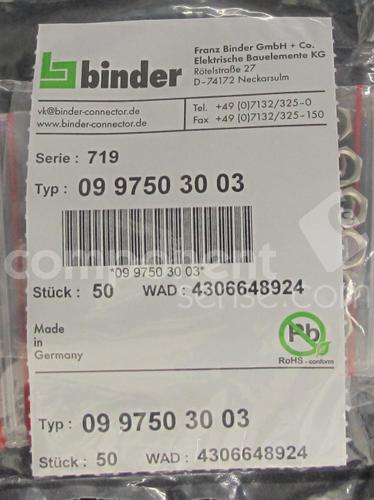 binder
Franz Binder GmbH + Co.
Elektrische Bauelemente KG
Rötelstraße 27
D-74172 Neckarsulm
vk@binder-connector.de
www.binder-connector.de
Tel. +49 (0)7132/325-0
Fax +49 (0)7132/325-150
Serie : 719
Typ : 09 9750 30 03
*09 9750 30 03*
Stück : 50 WAD : 4306648924
Made
in
Germany
Pb
RoHS - conform
Typ : 09 9750 30 03
Stück : 50 WAD : 4306648924
component
sense.com